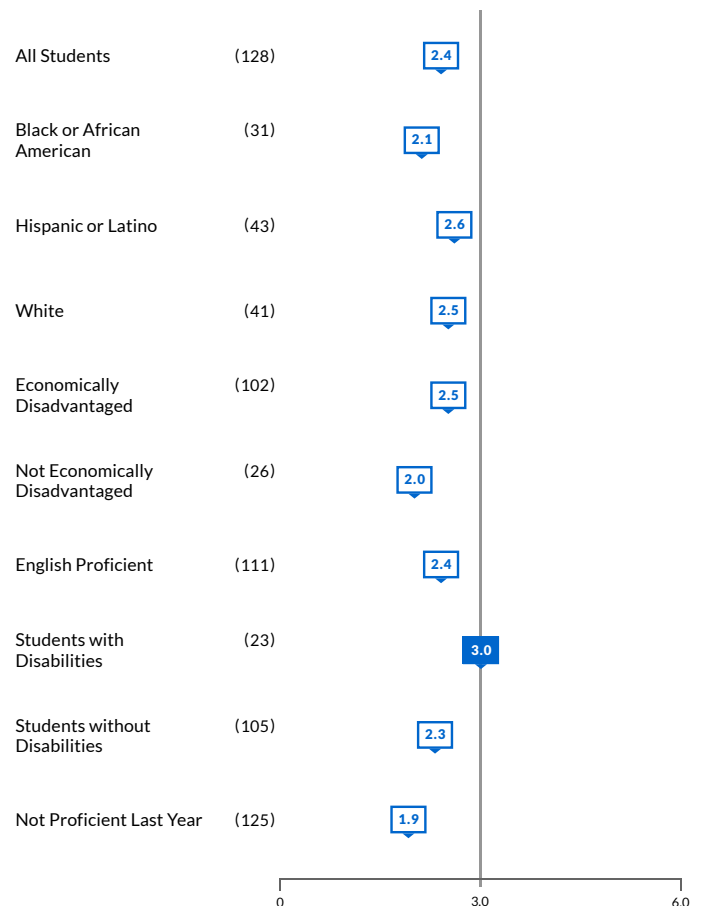 All Students (128) 2.4
Black or African (31) 2.1
American
Hispanic or Latino (43) 2.6
White (41) 2.5
Economically (102) 2.5
Disadvantaged
Not Economically (26) 2.0
Disadvantaged
English Proficient (111) 2.4
Students with (23) 3.0
Disabilities
Students without (105) 2.3
Disabilities
Not Proficient Last Year (125) 1.9
0 3.0 6.0